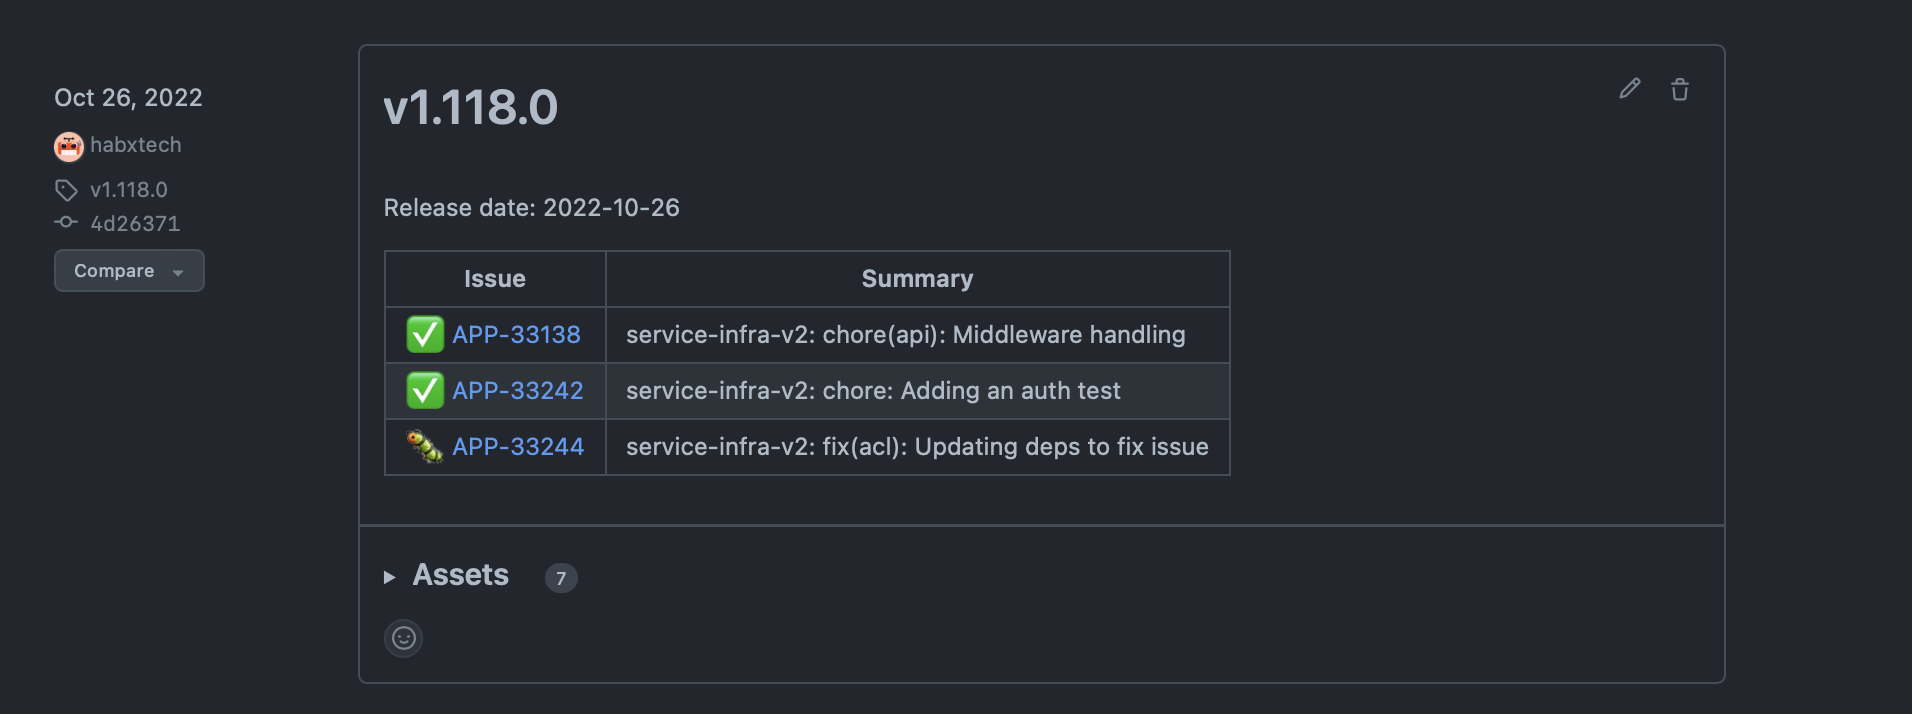 Oct 26, 2022
habxtech
v1.118.0
4d26371
Compare
v1.118.0
Release date: 2022-10-26
Issue Summary
✅ APP-33138 service-infra-v2: chore(api): Middleware handling
✅ APP-33242 service-infra-v2: chore: Adding an auth test
🐛 APP-33244 service-infra-v2: fix(acl): Updating deps to fix issue
Assets 7